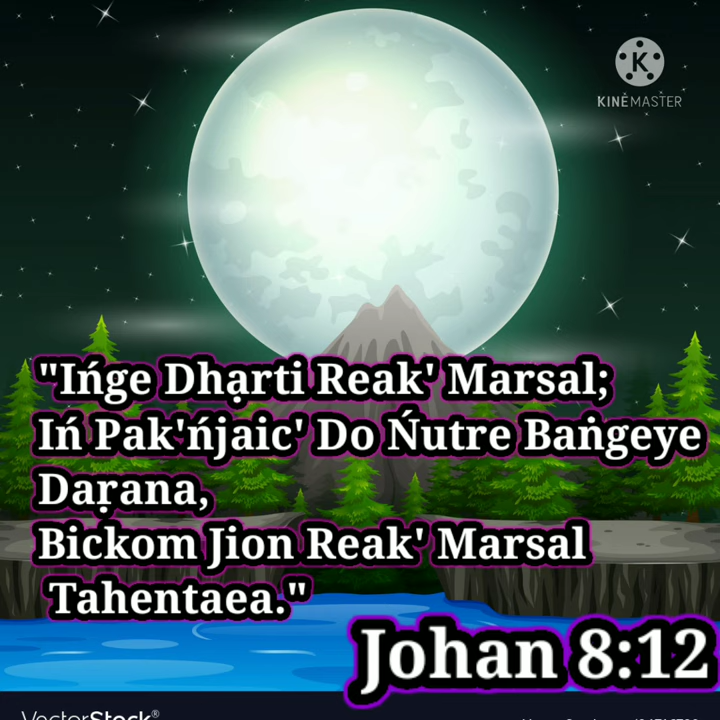 KINEMASTER
"Ińge Dhạrti Reak' Marsal;
Iń Pak'ńjaic' Do Ńutre Baṅgeye
Daṛana,
Bickom Jion Reak' Marsal
Tahentaea."
Johan 8:12
VectorStock®